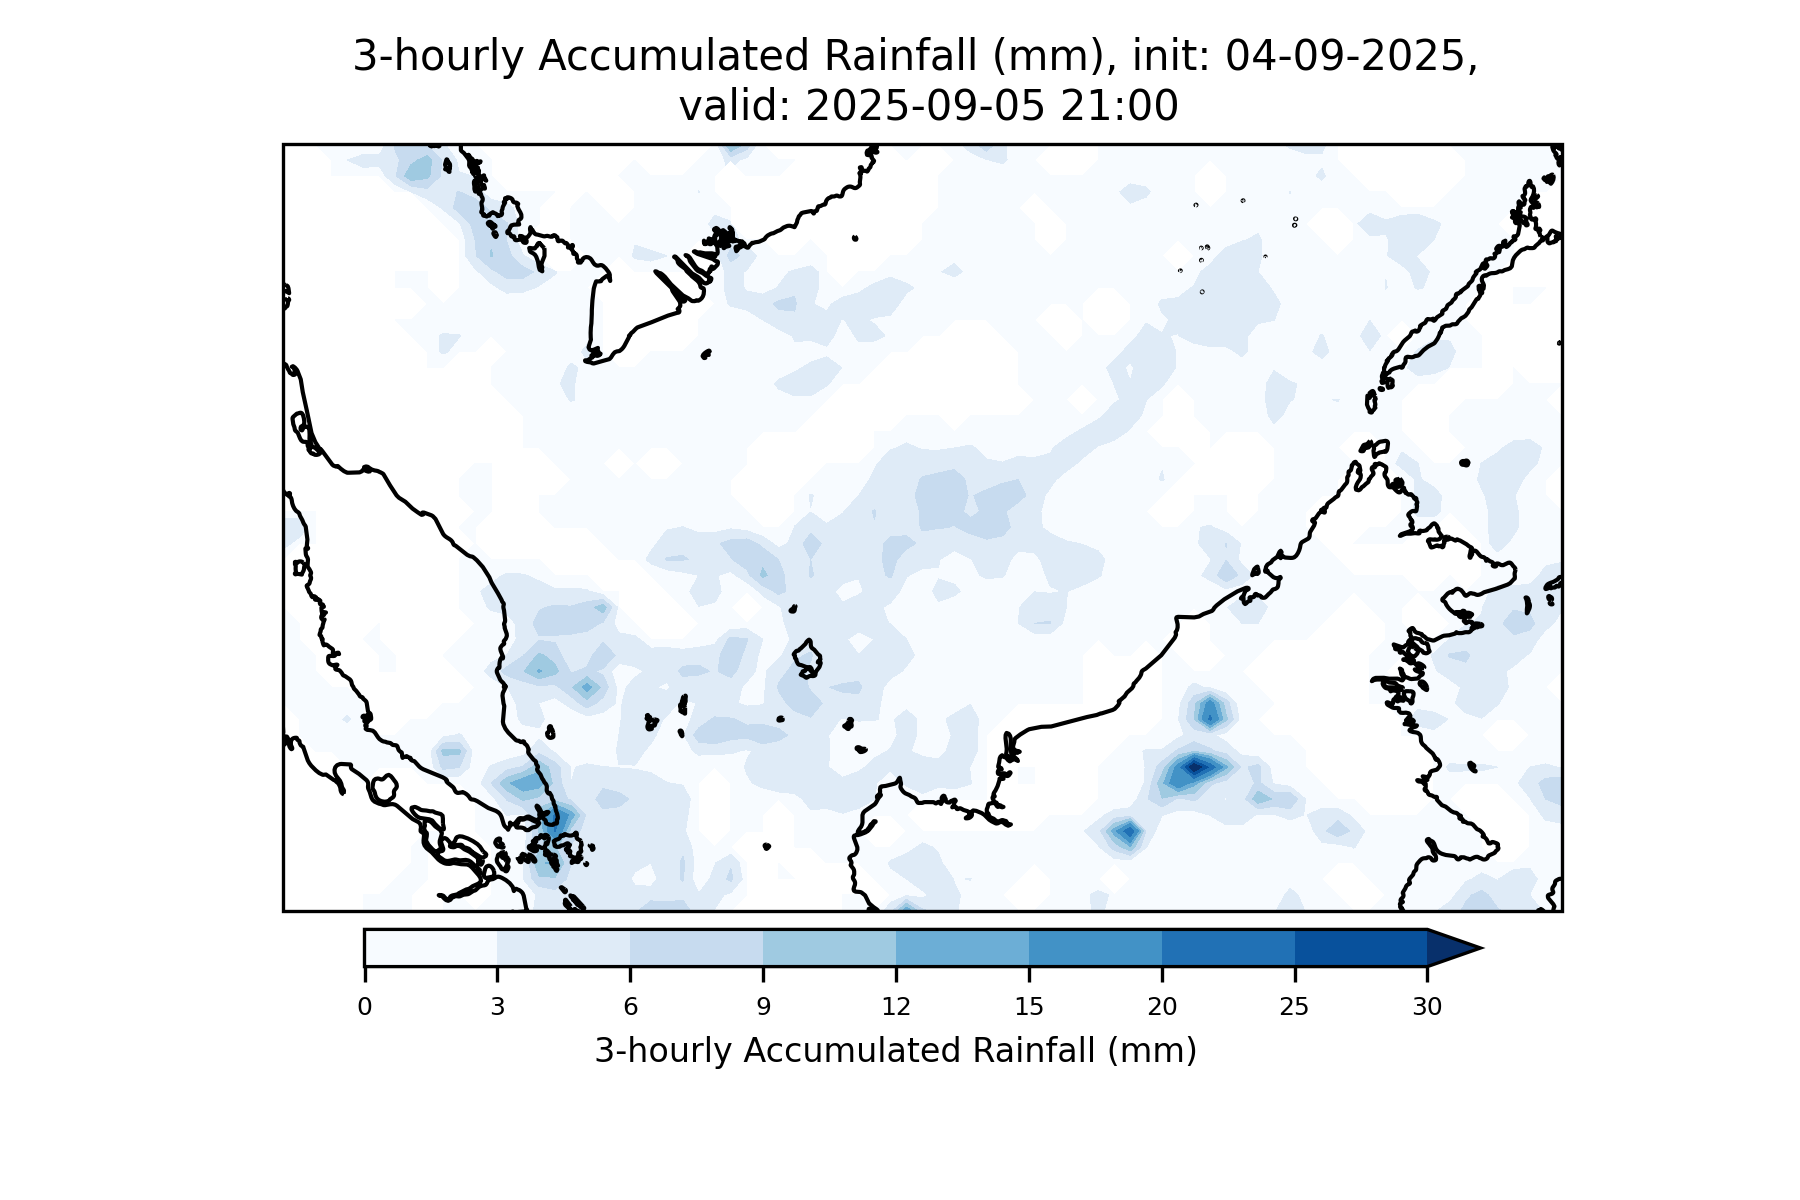 3-hourly Accumulated Rainfall (mm), init: 04-09-2025,
valid: 2025-09-05 21:00
0 3 6 9 12 15 20 25 30
3-hourly Accumulated Rainfall (mm)